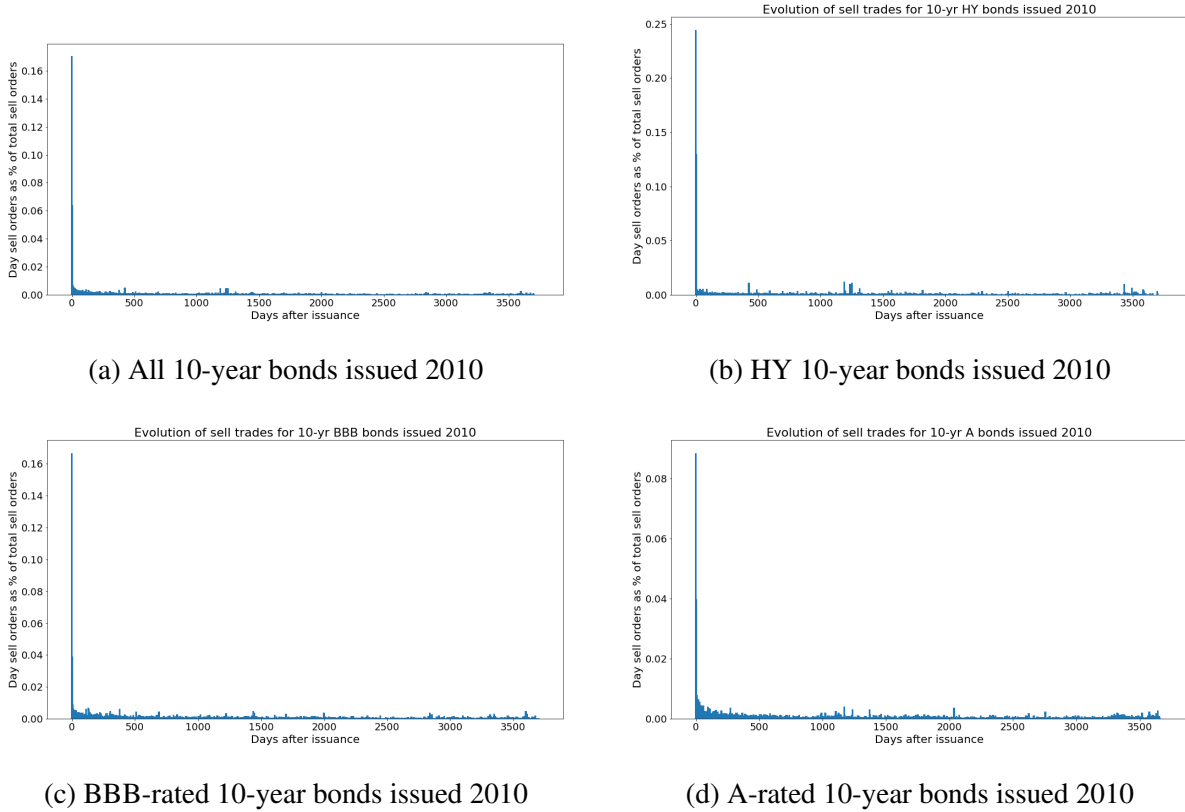 Day sell orders as % of total sell orders
0.16
0.14
0.12
0.10
0.08
0.06
0.04
0.02
0.00
0 500 1000 1500 2000 2500 3000 3500
Days after issuance
(a) All 10-year bonds issued 2010
Evolution of sell trades for 10-yr HY bonds issued 2010
Day sell orders as % of total sell orders
0.25
0.20
0.15
0.10
0.05
0.00
0 500 1000 1500 2000 2500 3000 3500
Days after issuance
(b) HY 10-year bonds issued 2010
Evolution of sell trades for 10-yr BBB bonds issued 2010
Day sell orders as % of total sell orders
0.16
0.14
0.12
0.10
0.08
0.06
0.04
0.02
0.00
0 500 1000 1500 2000 2500 3000 3500
Days after issuance
(c) BBB-rated 10-year bonds issued 2010
Evolution of sell trades for 10-yr A bonds issued 2010
Day sell orders as % of total sell orders
0.08
0.06
0.04
0.02
0.00
0 500 1000 1500 2000 2500 3000 3500
Days after issuance
(d) A-rated 10-year bonds issued 2010